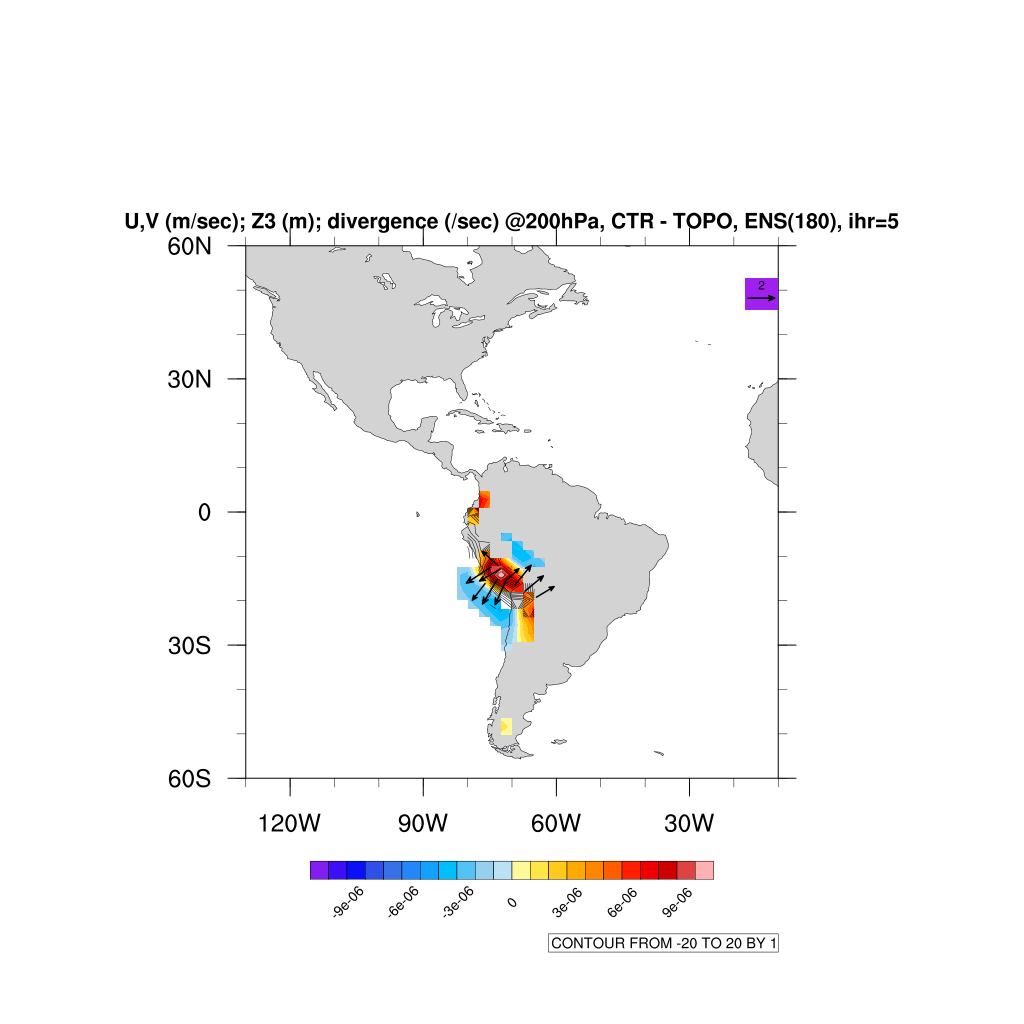 U,V (m/sec); Z3 (m); divergence (/sec) @200hPa, CTR - TOPO, ENS(180), ihr=5
60N
2
30N
0
30S
60S
120W 90W 60W 30W
-9e-06 -6e-06 -3e-06 0 3e-06 6e-06 9e-06
CONTOUR FROM -20 TO 20 BY 1